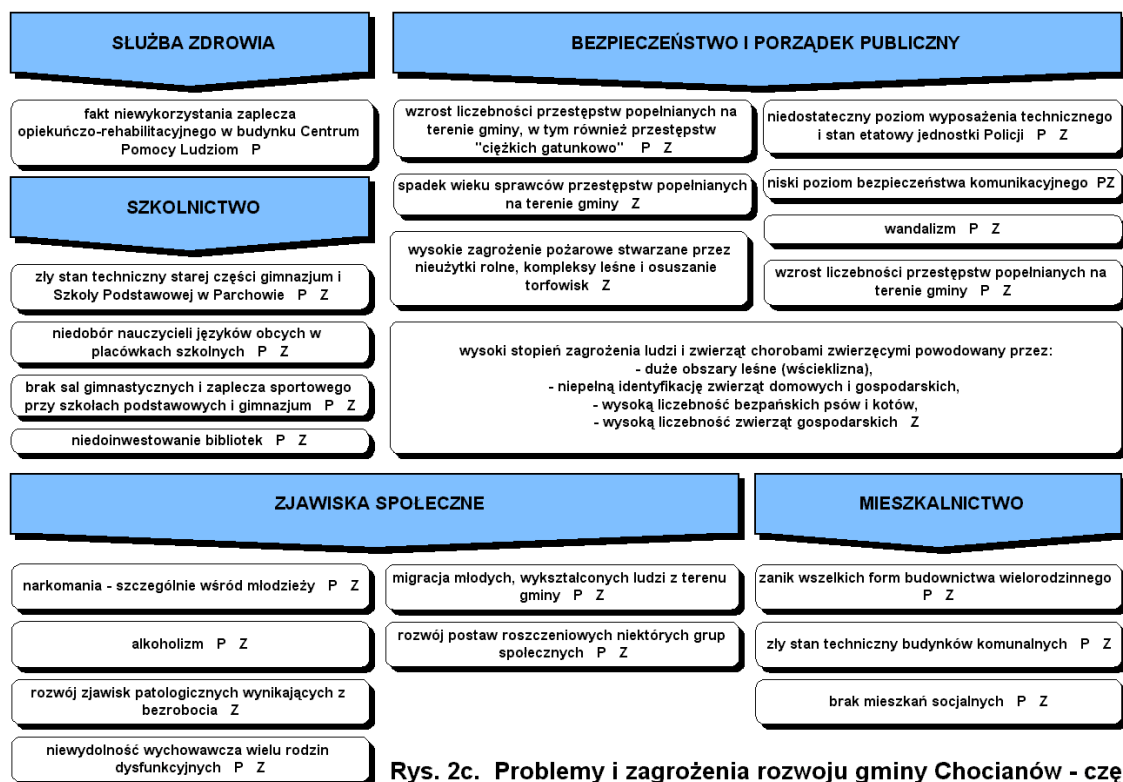 SŁUŻBA ZDROWIA
fakt niewykorzystania zaplecza
opiekuńczo-rehabilitacyjnego w budynku Centrum
Pomocy Ludziom P
SZKOLNICTWO
zły stan techniczny starej części gimnazjum i
Szkoły Podstawowej w Parchowie P Z
niedobór nauczycieli języków obcych w
placówkach szkolnych P Z
brak sal gimnastycznych i zaplecza sportowego
przy szkołach podstawowych i gimnazjum P Z
niedoinwestowanie bibliotek P Z
BEZPIECZEŃSTWO I PORZĄDEK PUBLICZNY
wzrost liczebności przestępstw popełnianych na
terenie gminy, w tym również przestępstw
"ciężkich gatunkowo" P Z
spadek wieku sprawców przestępstw popełnianych
na terenie gminy Z
wysokie zagrożenie pożarowe stwarzane przez
nieużytki rolne, kompleksy leśne i osuszanie
torfowisk Z
niedostateczny poziom wyposażenia technicznego
i stan etatowy jednostki Policji P Z
niski poziom bezpieczeństwa komunikacyjnego PZ
wandalizm P Z
wzrost liczebności przestępstw popełnianych na
terenie gminy P Z
wysoki stopień zagrożenia ludzi i zwierząt chorobami zwierzęcymi powodowany przez:
- duże obszary leśne (wścieklizna),
- niepełną identyfikację zwierząt domowych i gospodarskich,
- wysoką liczebność bezpańskich psów i kotów,
- wysoką liczebność zwierząt gospodarskich Z
ZJAWISKA SPOŁECZNE
narkomania - szczególnie wśród młodzieży P Z
alkoholizm P Z
rozwój zjawisk patologicznych wynikających z
bezrobocia Z
niewydolność wychowawcza wielu rodzin
dysfunkcyjnych P Z
migracja młodych, wykształconych ludzi z terenu
gminy P Z
rozwój postaw roszczeniowych niektórych grup
społecznych P Z
MIESZKALNICTWO
zanik wszelkich form budownictwa wielorodzinnego
P Z
zły stan techniczny budynków komunalnych P Z
brak mieszkań socjalnych P Z
Rys. 2c. Problemy i zagrożenia rozwoju gminy Chocianów - czę